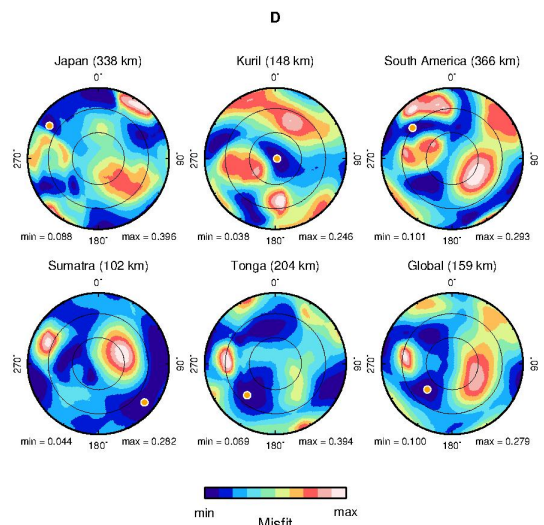 D
Japan (338 km) Kuril (148 km) South America (366 km)
0° 0° 0°
270° 90° 270° 90° 270° 90°
min = 0.088 180° max = 0.396 min = 0.038 180° max = 0.246 min = 0.101 180° max = 0.293
Sumatra (102 km) Tonga (204 km) Global (159 km)
0° 0° 0°
270° 90° 270° 90° 270° 90°
min = 0.044 180° max = 0.282 min = 0.069 180° max = 0.394 min = 0.100 180° max = 0.279
min max
Misfit